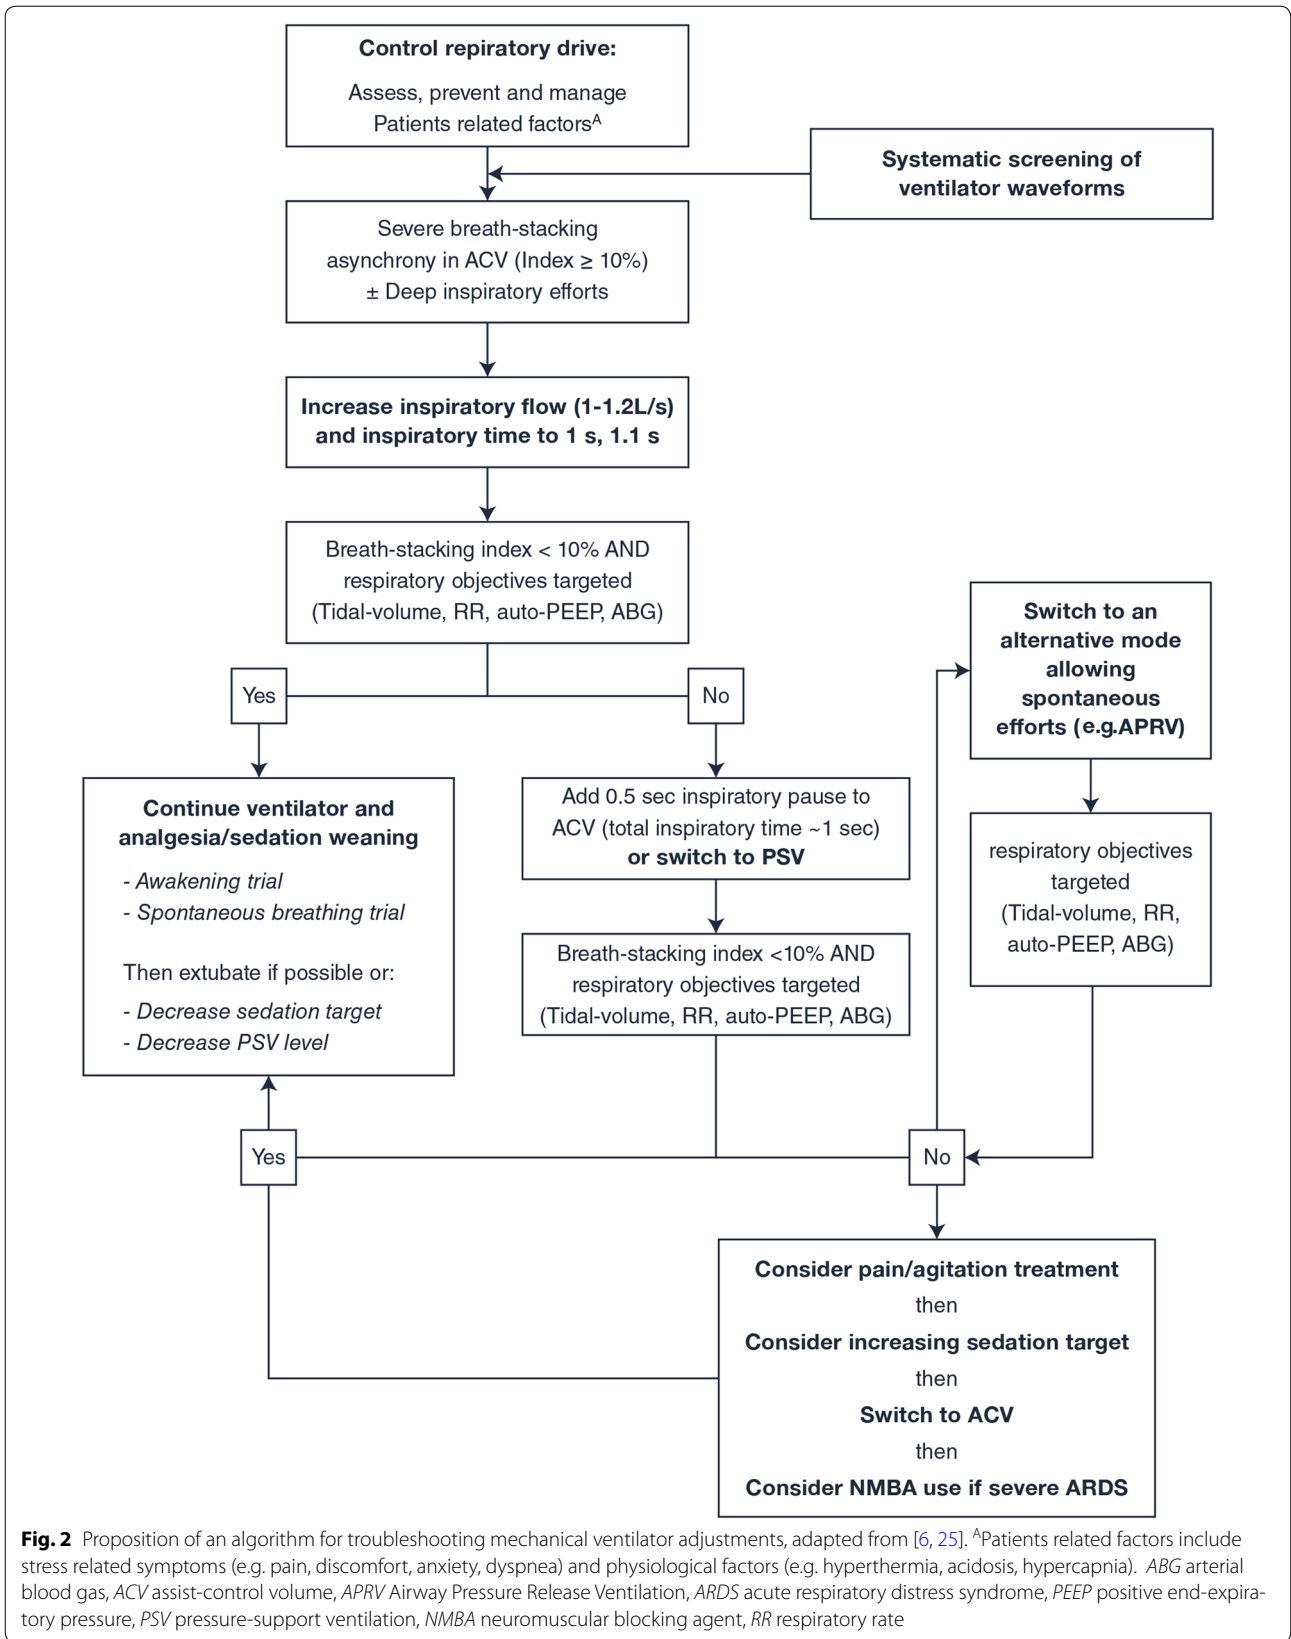 Control repiratory drive:
Assess, prevent and manage
Patients related factorsᴬ
Systematic screening of
ventilator waveforms
Severe breath-stacking
asynchrony in ACV (Index ≥ 10%)
± Deep inspiratory efforts
Increase inspiratory flow (1-1.2L/s)
and inspiratory time to 1 s, 1.1 s
Breath-stacking index < 10% AND
respiratory objectives targeted
(Tidal-volume, RR, auto-PEEP, ABG)
Yes
No
Continue ventilator and
analgesia/sedation weaning
- Awakening trial
- Spontaneous breathing trial
Then extubate if possible or:
- Decrease sedation target
- Decrease PSV level
Add 0.5 sec inspiratory pause to
ACV (total inspiratory time ~1 sec)
or switch to PSV
Breath-stacking index <10% AND
respiratory objectives targeted
(Tidal-volume, RR, auto-PEEP, ABG)
Switch to an
alternative mode
allowing
spontaneous
efforts (e.g.APRV)
respiratory objectives
targeted
(Tidal-volume, RR,
auto-PEEP, ABG)
Yes
No
Consider pain/agitation treatment
then
Consider increasing sedation target
then
Switch to ACV
then
Consider NMBA use if severe ARDS
Fig. 2 Proposition of an algorithm for troubleshooting mechanical ventilator adjustments, adapted from [6, 25]. ᴬPatients related factors include
stress related symptoms (e.g. pain, discomfort, anxiety, dyspnea) and physiological factors (e.g. hyperthermia, acidosis, hypercapnia). ABG arterial
blood gas, ACV assist-control volume, APRV Airway Pressure Release Ventilation, ARDS acute respiratory distress syndrome, PEEP positive end-expira-
tory pressure, PSV pressure-support ventilation, NMBA neuromuscular blocking agent, RR respiratory rate